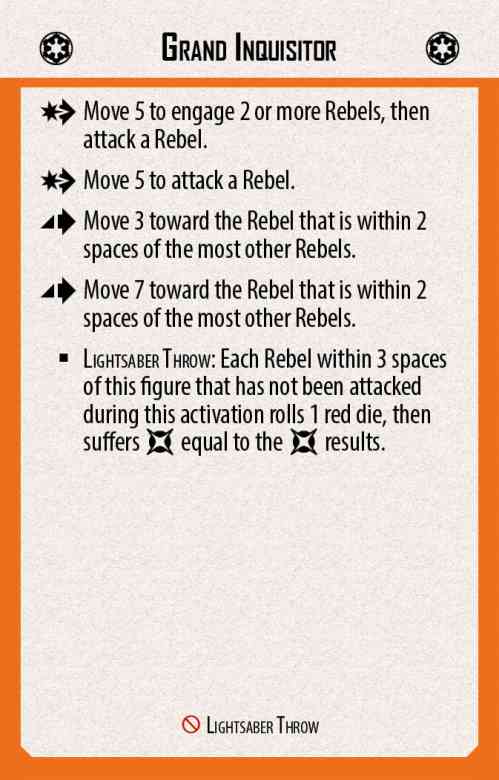 GRAND INQUISITOR
Move 5 to engage 2 or more Rebels, then
attack a Rebel.
Move 5 to attack a Rebel.
Move 3 toward the Rebel that is within 2
spaces of the most other Rebels.
Move 7 toward the Rebel that is within 2
spaces of the most other Rebels.
▪ LIGHTSABER THROW: Each Rebel within 3 spaces
of this figure that has not been attacked
during this activation rolls 1 red die, then
suffers equal to the results.
LIGHTSABER THROW